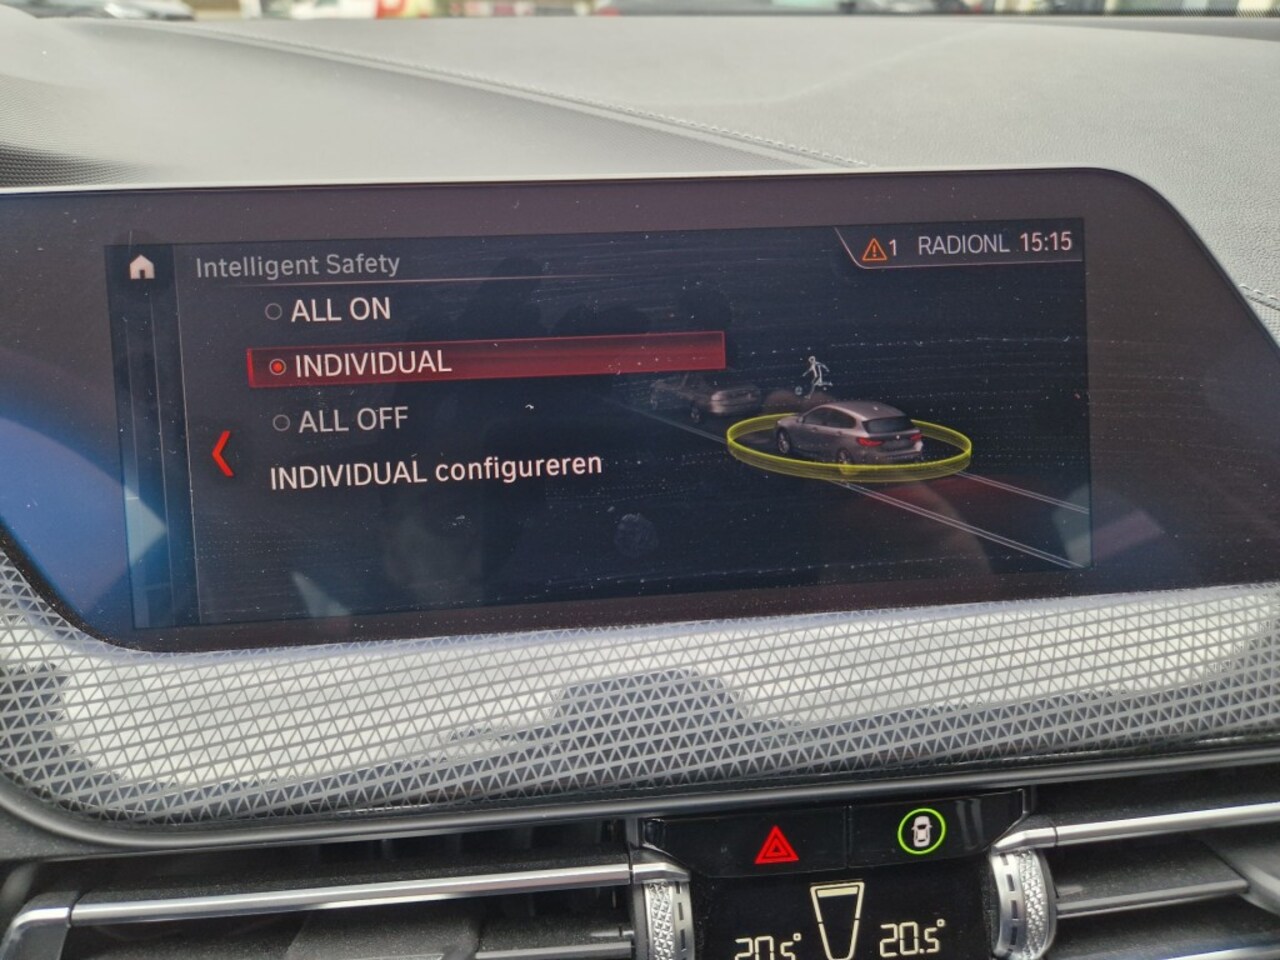 Intelligent Safety
1 RADIONL 15:15
ALL ON
INDIVIDUAL
ALL OFF
INDIVIDUAL configureren
20.5° 20.5°